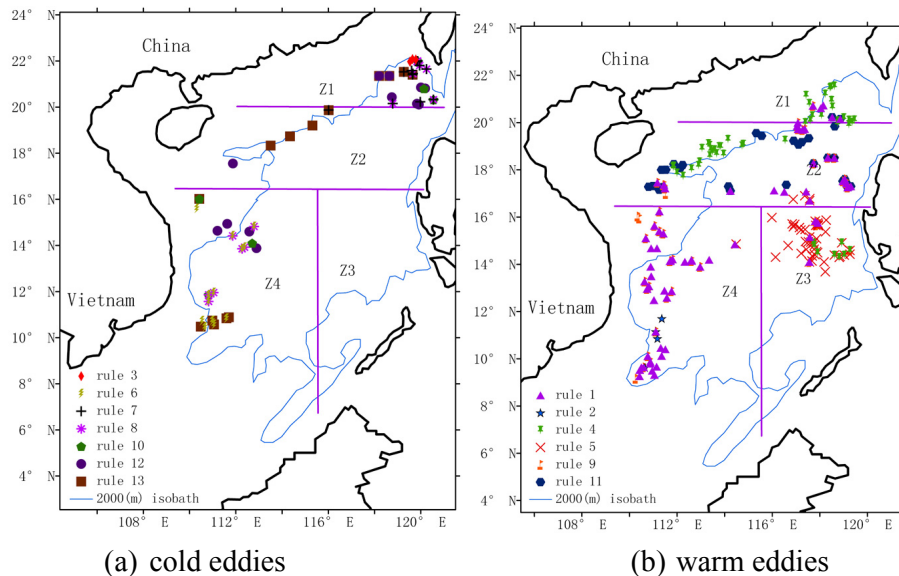 24° N
22° N
20° N
18° N
16° N
14° N
12° N
10° N
8° N
6° N
4° N
China
Z1
Z2
Z3
Z4
Vietnam
rule 3
rule 6
rule 7
rule 8
rule 10
rule 12
rule 13
2000(m) isobath
108° E 112° E 116° E 120° E
(a) cold eddies
24° N
22° N
20° N
18° N
16° N
14° N
12° N
10° N
8° N
6° N
4° N
China
Z1
Z2
Z3
Z4
Vietnam
rule 1
rule 2
rule 4
rule 5
rule 9
rule 11
2000(m) isobath
108° E 112° E 116° E 120° E
(b) warm eddies